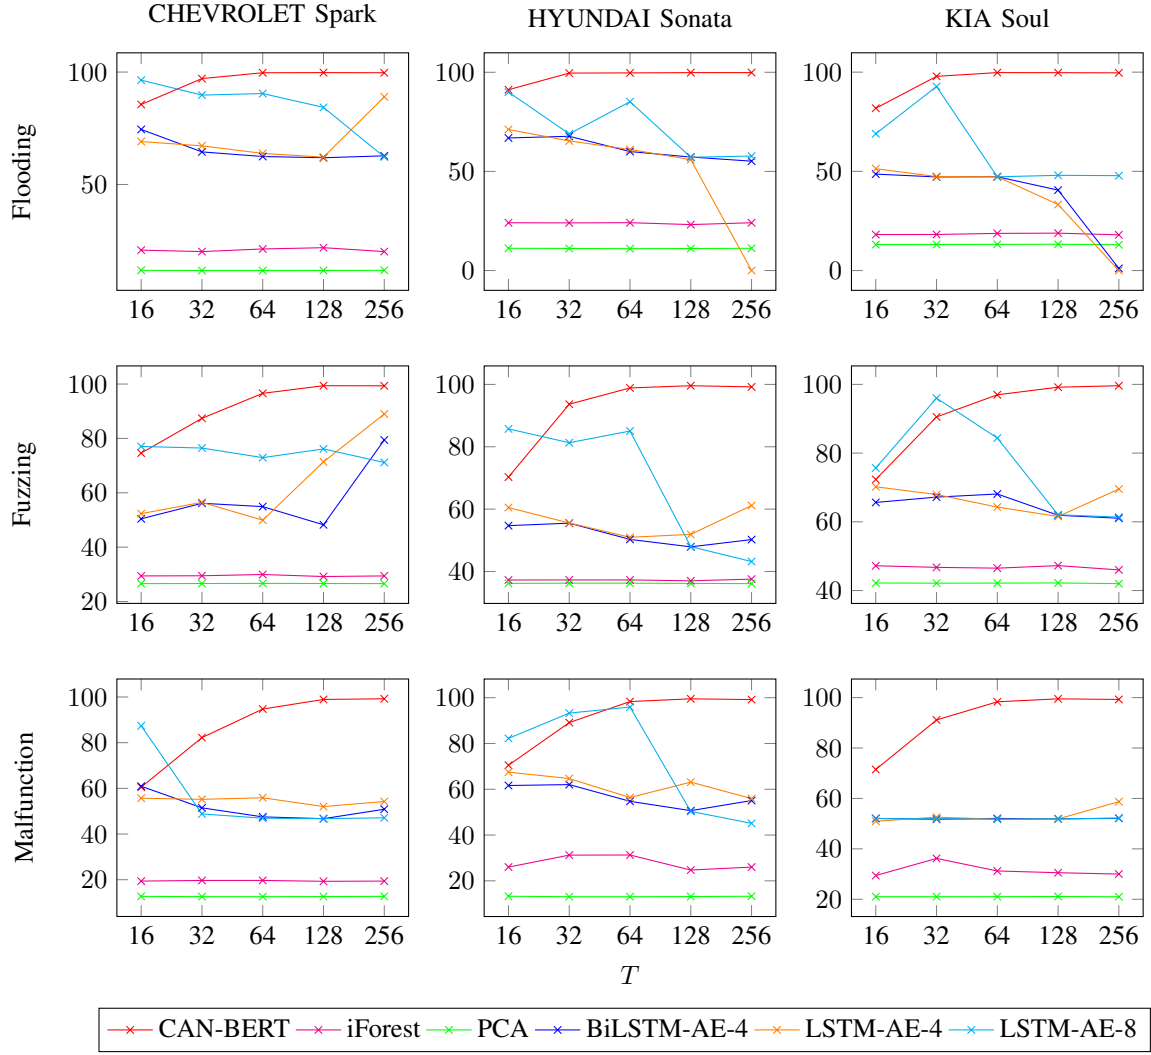 CHEVROLET Spark HYUNDAI Sonata KIA Soul
Flooding
100
50
16 32 64 128 256
100
50
0
16 32 64 128 256
100
50
0
16 32 64 128 256
Fuzzing
100
80
60
40
20
16 32 64 128 256
100
80
60
40
16 32 64 128 256
100
80
60
40
16 32 64 128 256
Malfunction
100
80
60
40
20
16 32 64 128 256
100
80
60
40
20
16 32 64 128 256
100
80
60
40
20
16 32 64 128 256
T
CAN-BERT iForest PCA BiLSTM-AE-4 LSTM-AE-4 LSTM-AE-8